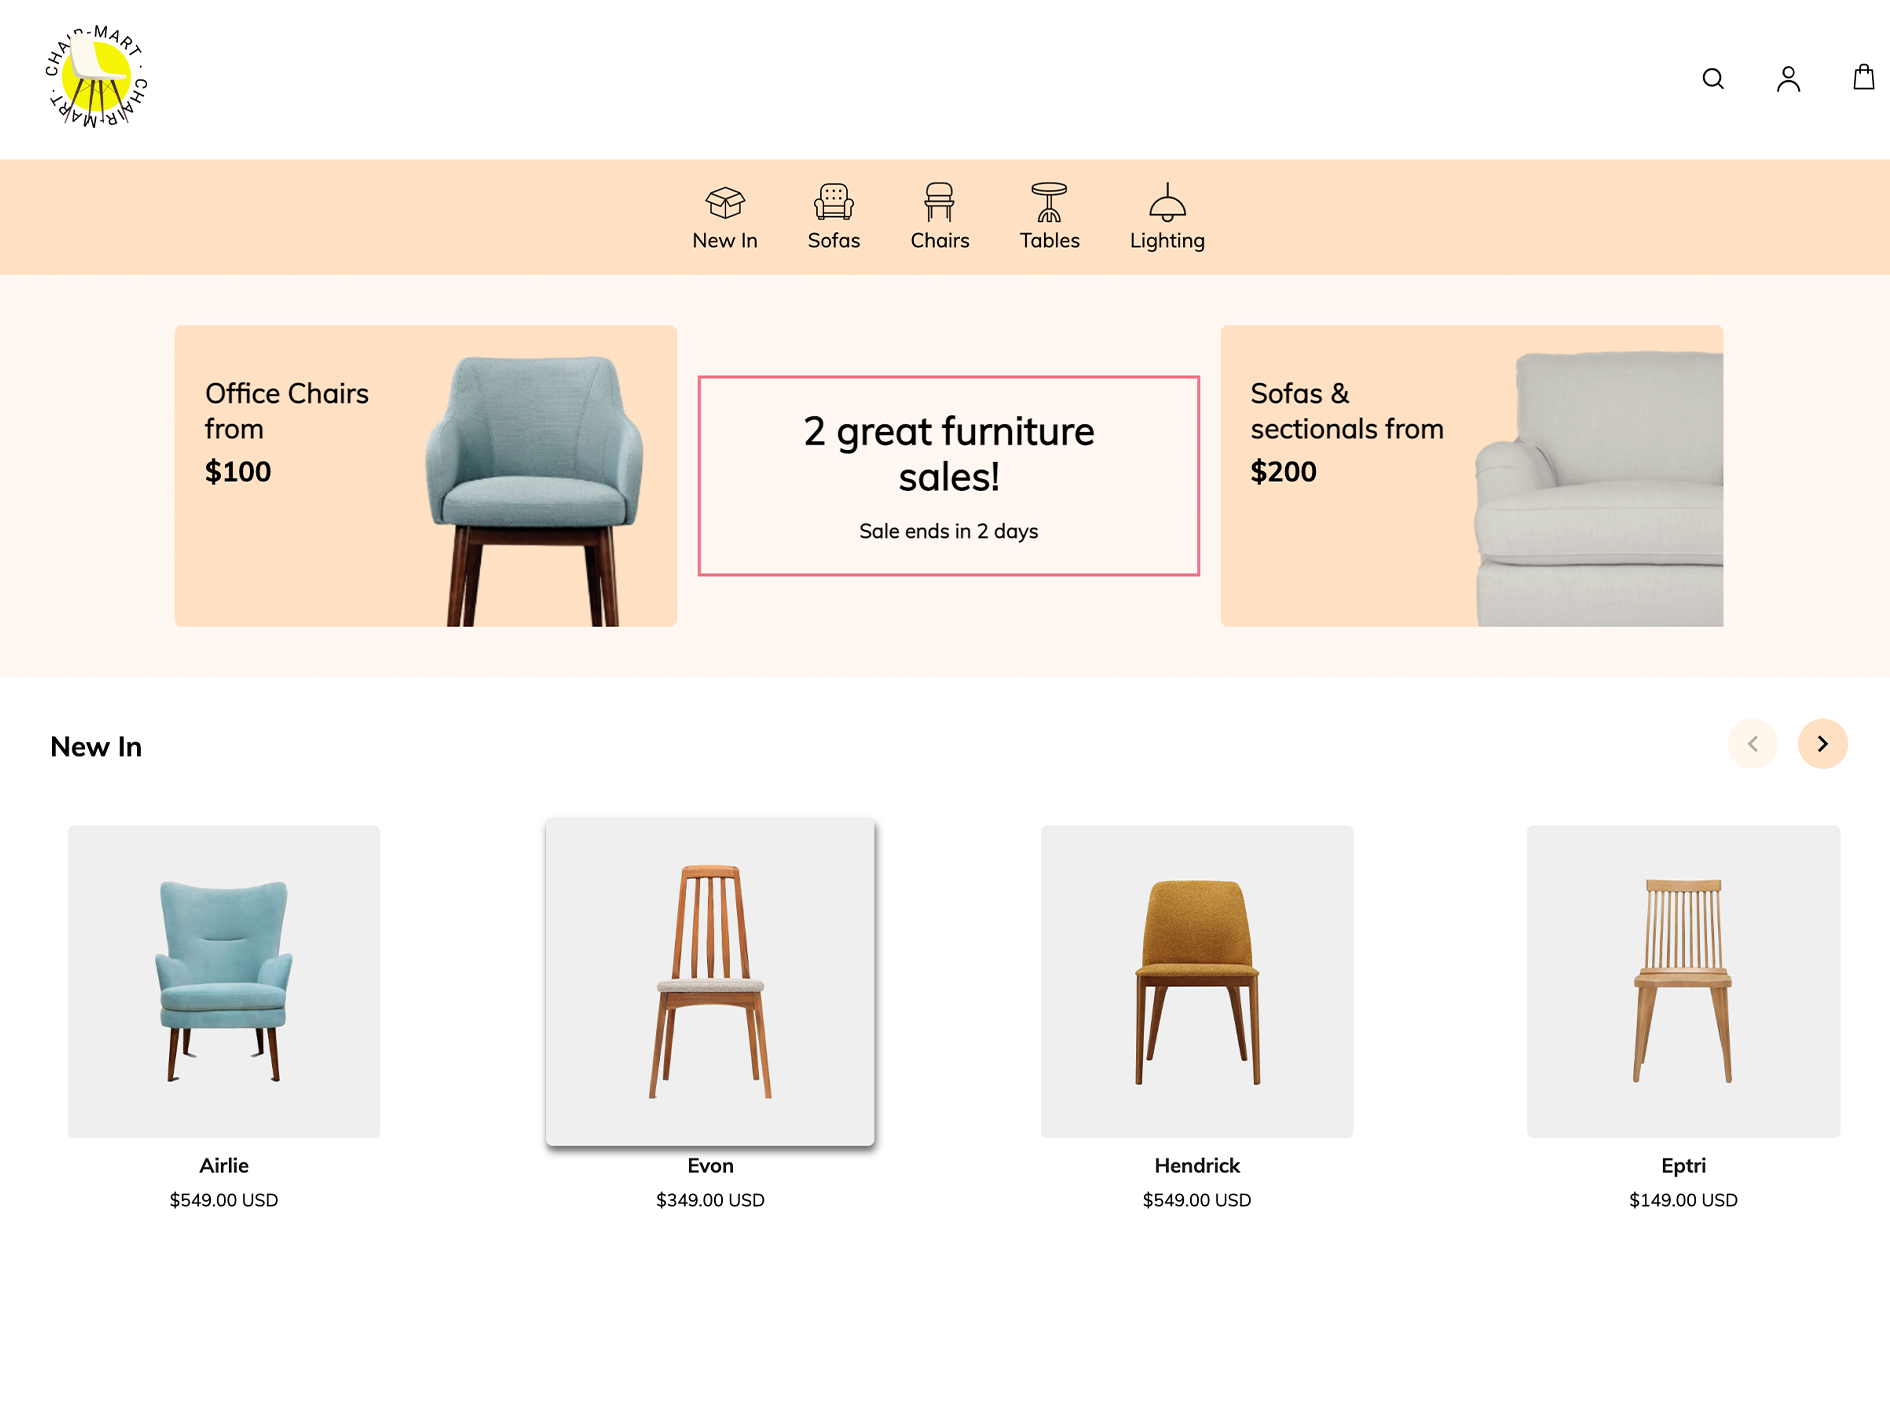 CHAIR-MART · CHAIR-MART ·
New In
Sofas
Chairs
Tables
Lighting
Office Chairs
from
$100
2 great furniture
sales!
Sale ends in 2 days
Sofas &
sectionals from
$200
New In
Airlie
$549.00 USD
Evon
$349.00 USD
Hendrick
$549.00 USD
Eptri
$149.00 USD